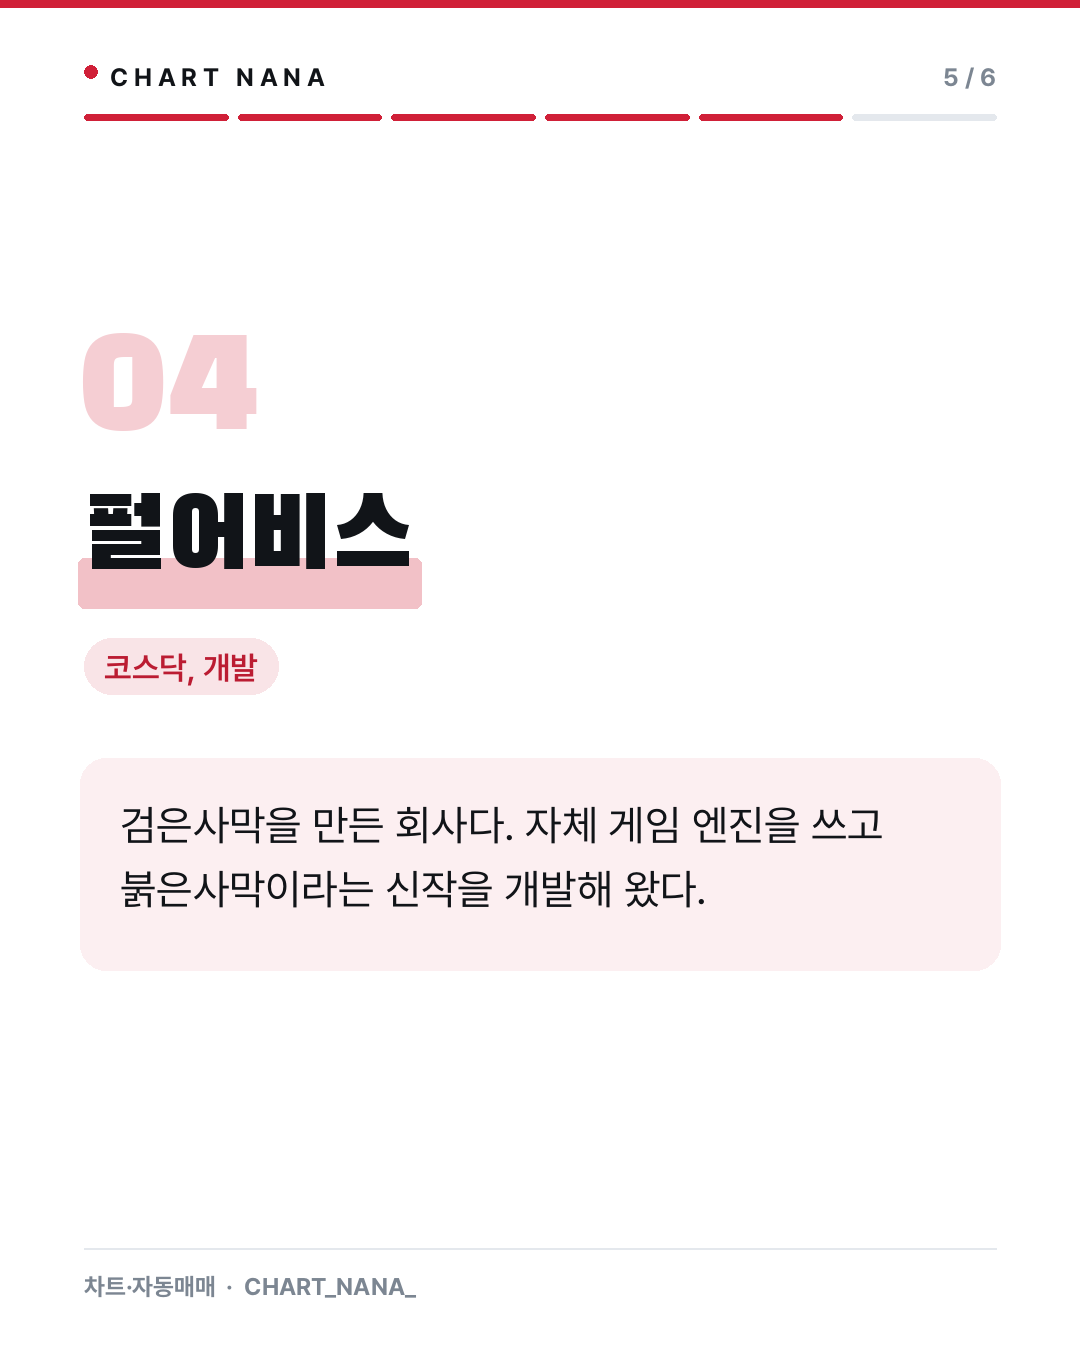 CHART NANA
5 / 6
04
펄어비스
코스닥, 개발
검은사막을 만든 회사다. 자체 게임 엔진을 쓰고
붉은사막이라는 신작을 개발해 왔다.
차트·자동매매 · CHART_NANA_